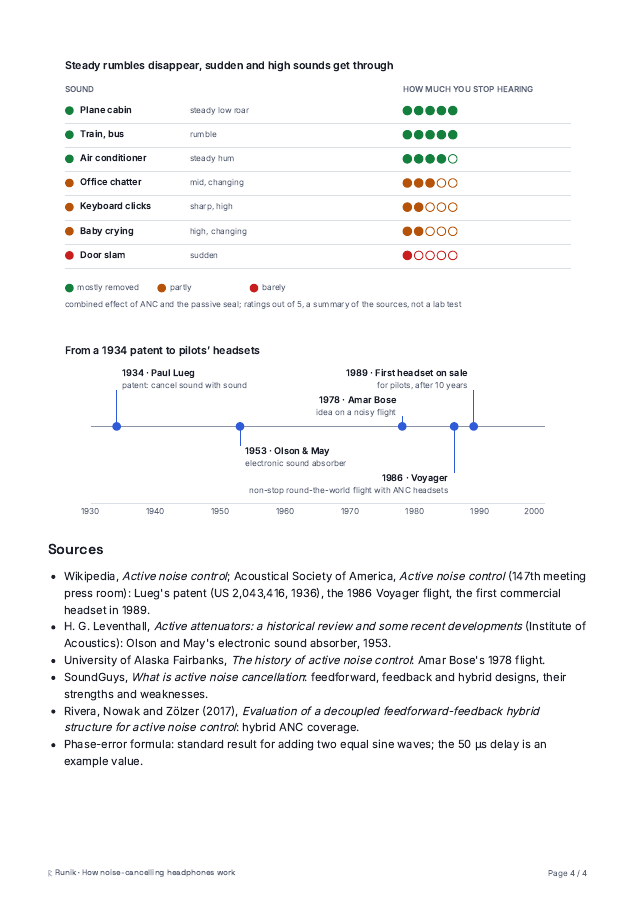 Steady rumbles disappear, sudden and high sounds get through
SOUND HOW MUCH YOU STOP HEARING
Plane cabin steady low roar
Train, bus rumble
Air conditioner steady hum
Office chatter mid, changing
Keyboard clicks sharp, high
Baby crying high, changing
Door slam sudden
mostly removed partly barely
combined effect of ANC and the passive seal; ratings out of 5, a summary of the sources, not a lab test
From a 1934 patent to pilots’ headsets
1934 · Paul Lueg
patent: cancel sound with sound
1989 · First headset on sale
for pilots, after 10 years
1978 · Amar Bose
idea on a noisy flight
1953 · Olson & May
electronic sound absorber
1986 · Voyager
non-stop round-the-world flight with ANC headsets
1930 1940 1950 1960 1970 1980 1990 2000
Sources
• Wikipedia, Active noise control; Acoustical Society of America, Active noise control (147th meeting
press room): Lueg's patent (US 2,043,416, 1936), the 1986 Voyager flight, the first commercial
headset in 1989.
• H. G. Leventhall, Active attenuators: a historical review and some recent developments (Institute of
Acoustics): Olson and May's electronic sound absorber, 1953.
• University of Alaska Fairbanks, The history of active noise control: Amar Bose's 1978 flight.
• SoundGuys, What is active noise cancellation: feedforward, feedback and hybrid designs, their
strengths and weaknesses.
• Rivera, Nowak and Zölzer (2017), Evaluation of a decoupled feedforward-feedback hybrid
structure for active noise control: hybrid ANC coverage.
• Phase-error formula: standard result for adding two equal sine waves; the 50 µs delay is an
example value.
Runik · How noise-cancelling headphones work Page 4 / 4